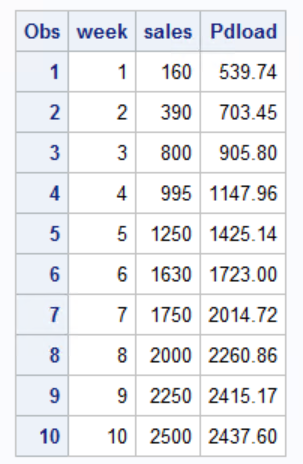 Obs week sales Pdload
1 1 160 539.74
2 2 390 703.45
3 3 800 905.80
4 4 995 1147.96
5 5 1250 1425.14
6 6 1630 1723.00
7 7 1750 2014.72
8 8 2000 2260.86
9 9 2250 2415.17
10 10 2500 2437.60